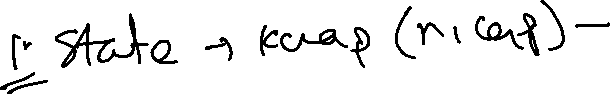 1. State → knap (n, cap) —